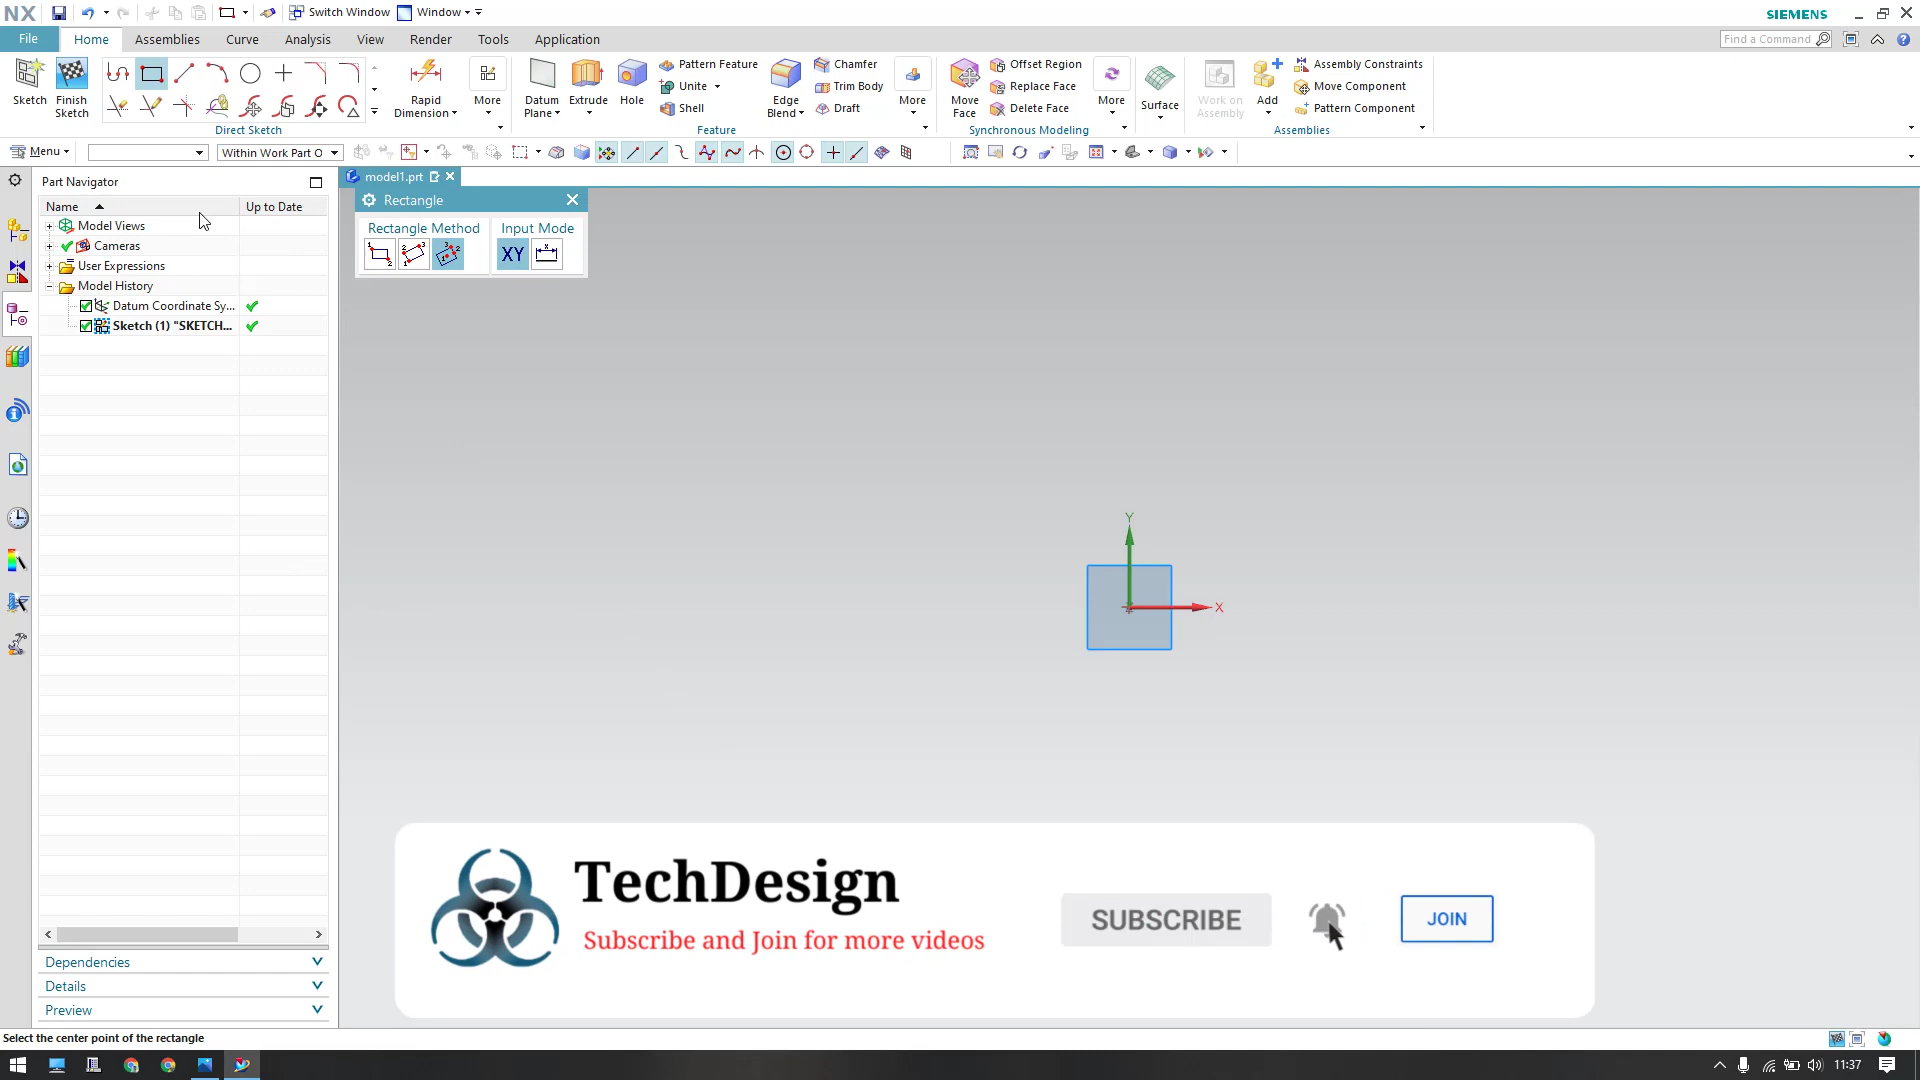 NX
Switch Window
Window
SIEMENS
File
Home
Assemblies
Curve
Analysis
View
Render
Tools
Application
Find a Command
Sketch
Finish
Sketch
Direct Sketch
Rapid
Dimension
More
Datum
Plane
Extrude
Hole
Pattern Feature
Unite
Shell
Edge
Blend
Chamfer
Trim Body
Draft
More
Feature
Move
Face
Offset Region
Replace Face
Delete Face
More
Synchronous Modeling
Surface
Work on
Assembly
Add
Assembly Constraints
Move Component
Pattern Component
Assemblies
Menu
Within Work Part O
Part Navigator
Name
Up to Date
Model Views
Cameras
User Expressions
Model History
Datum Coordinate Sy...
Sketch (1) "SKETCH...
Dependencies
Details
Preview
model1.prt
Rectangle
Rectangle Method
Input Mode
XY
Y
X
TechDesign
Subscribe and Join for more videos
SUBSCRIBE
JOIN
Select the center point of the rectangle
11:37